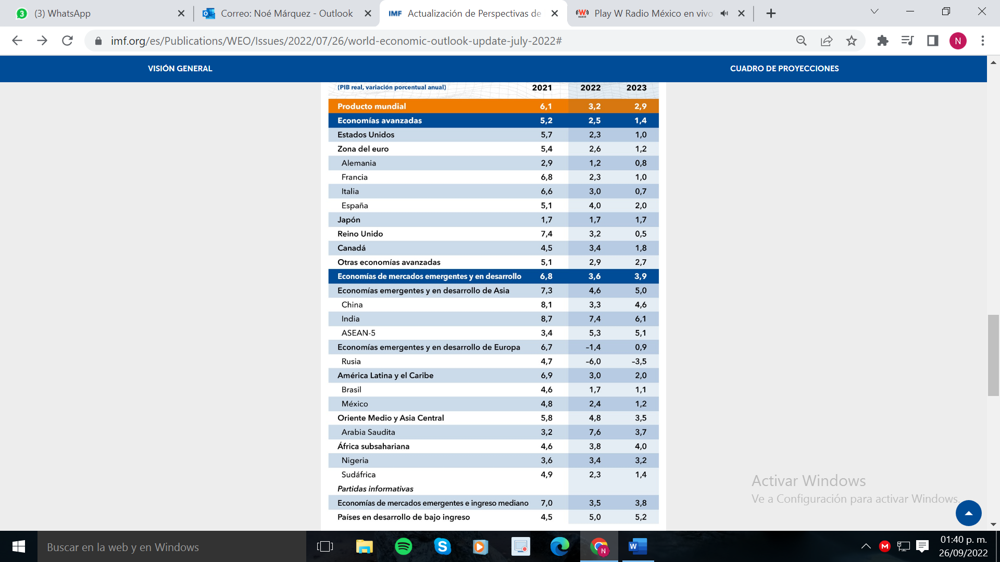 3 (3) WhatsApp
Correo: Noé Márquez - Outlook
IMF Actualización de Perspectivas de
W RADIO Play W Radio México en vivo
imf.org/es/Publications/WEO/Issues/2022/07/26/world-economic-outlook-update-july-2022#
N
VISIÓN GENERAL CUADRO DE PROYECCIONES
(PIB real, variación porcentual anual) 2021 2022 2023
Producto mundial 6,1 3,2 2,9
Economías avanzadas 5,2 2,5 1,4
Estados Unidos 5,7 2,3 1,0
Zona del euro 5,4 2,6 1,2
Alemania 2,9 1,2 0,8
Francia 6,8 2,3 1,0
Italia 6,6 3,0 0,7
España 5,1 4,0 2,0
Japón 1,7 1,7 1,7
Reino Unido 7,4 3,2 0,5
Canadá 4,5 3,4 1,8
Otras economías avanzadas 5,1 2,9 2,7
Economías de mercados emergentes y en desarrollo 6,8 3,6 3,9
Economías emergentes y en desarrollo de Asia 7,3 4,6 5,0
China 8,1 3,3 4,6
India 8,7 7,4 6,1
ASEAN-5 3,4 5,3 5,1
Economías emergentes y en desarrollo de Europa 6,7 –1,4 0,9
Rusia 4,7 –6,0 –3,5
América Latina y el Caribe 6,9 3,0 2,0
Brasil 4,6 1,7 1,1
México 4,8 2,4 1,2
Oriente Medio y Asia Central 5,8 4,8 3,5
Arabia Saudita 3,2 7,6 3,7
África subsahariana 4,6 3,8 4,0
Nigeria 3,6 3,4 3,2
Sudáfrica 4,9 2,3 1,4
Partidas informativas
Economías de mercados emergentes e ingreso mediano 7,0 3,5 3,8
Países en desarrollo de bajo ingreso 4,5 5,0 5,2
Activar Windows
Ve a Configuración para activar Windows.
Buscar en la web y en Windows
01:40 p. m.
26/09/2022